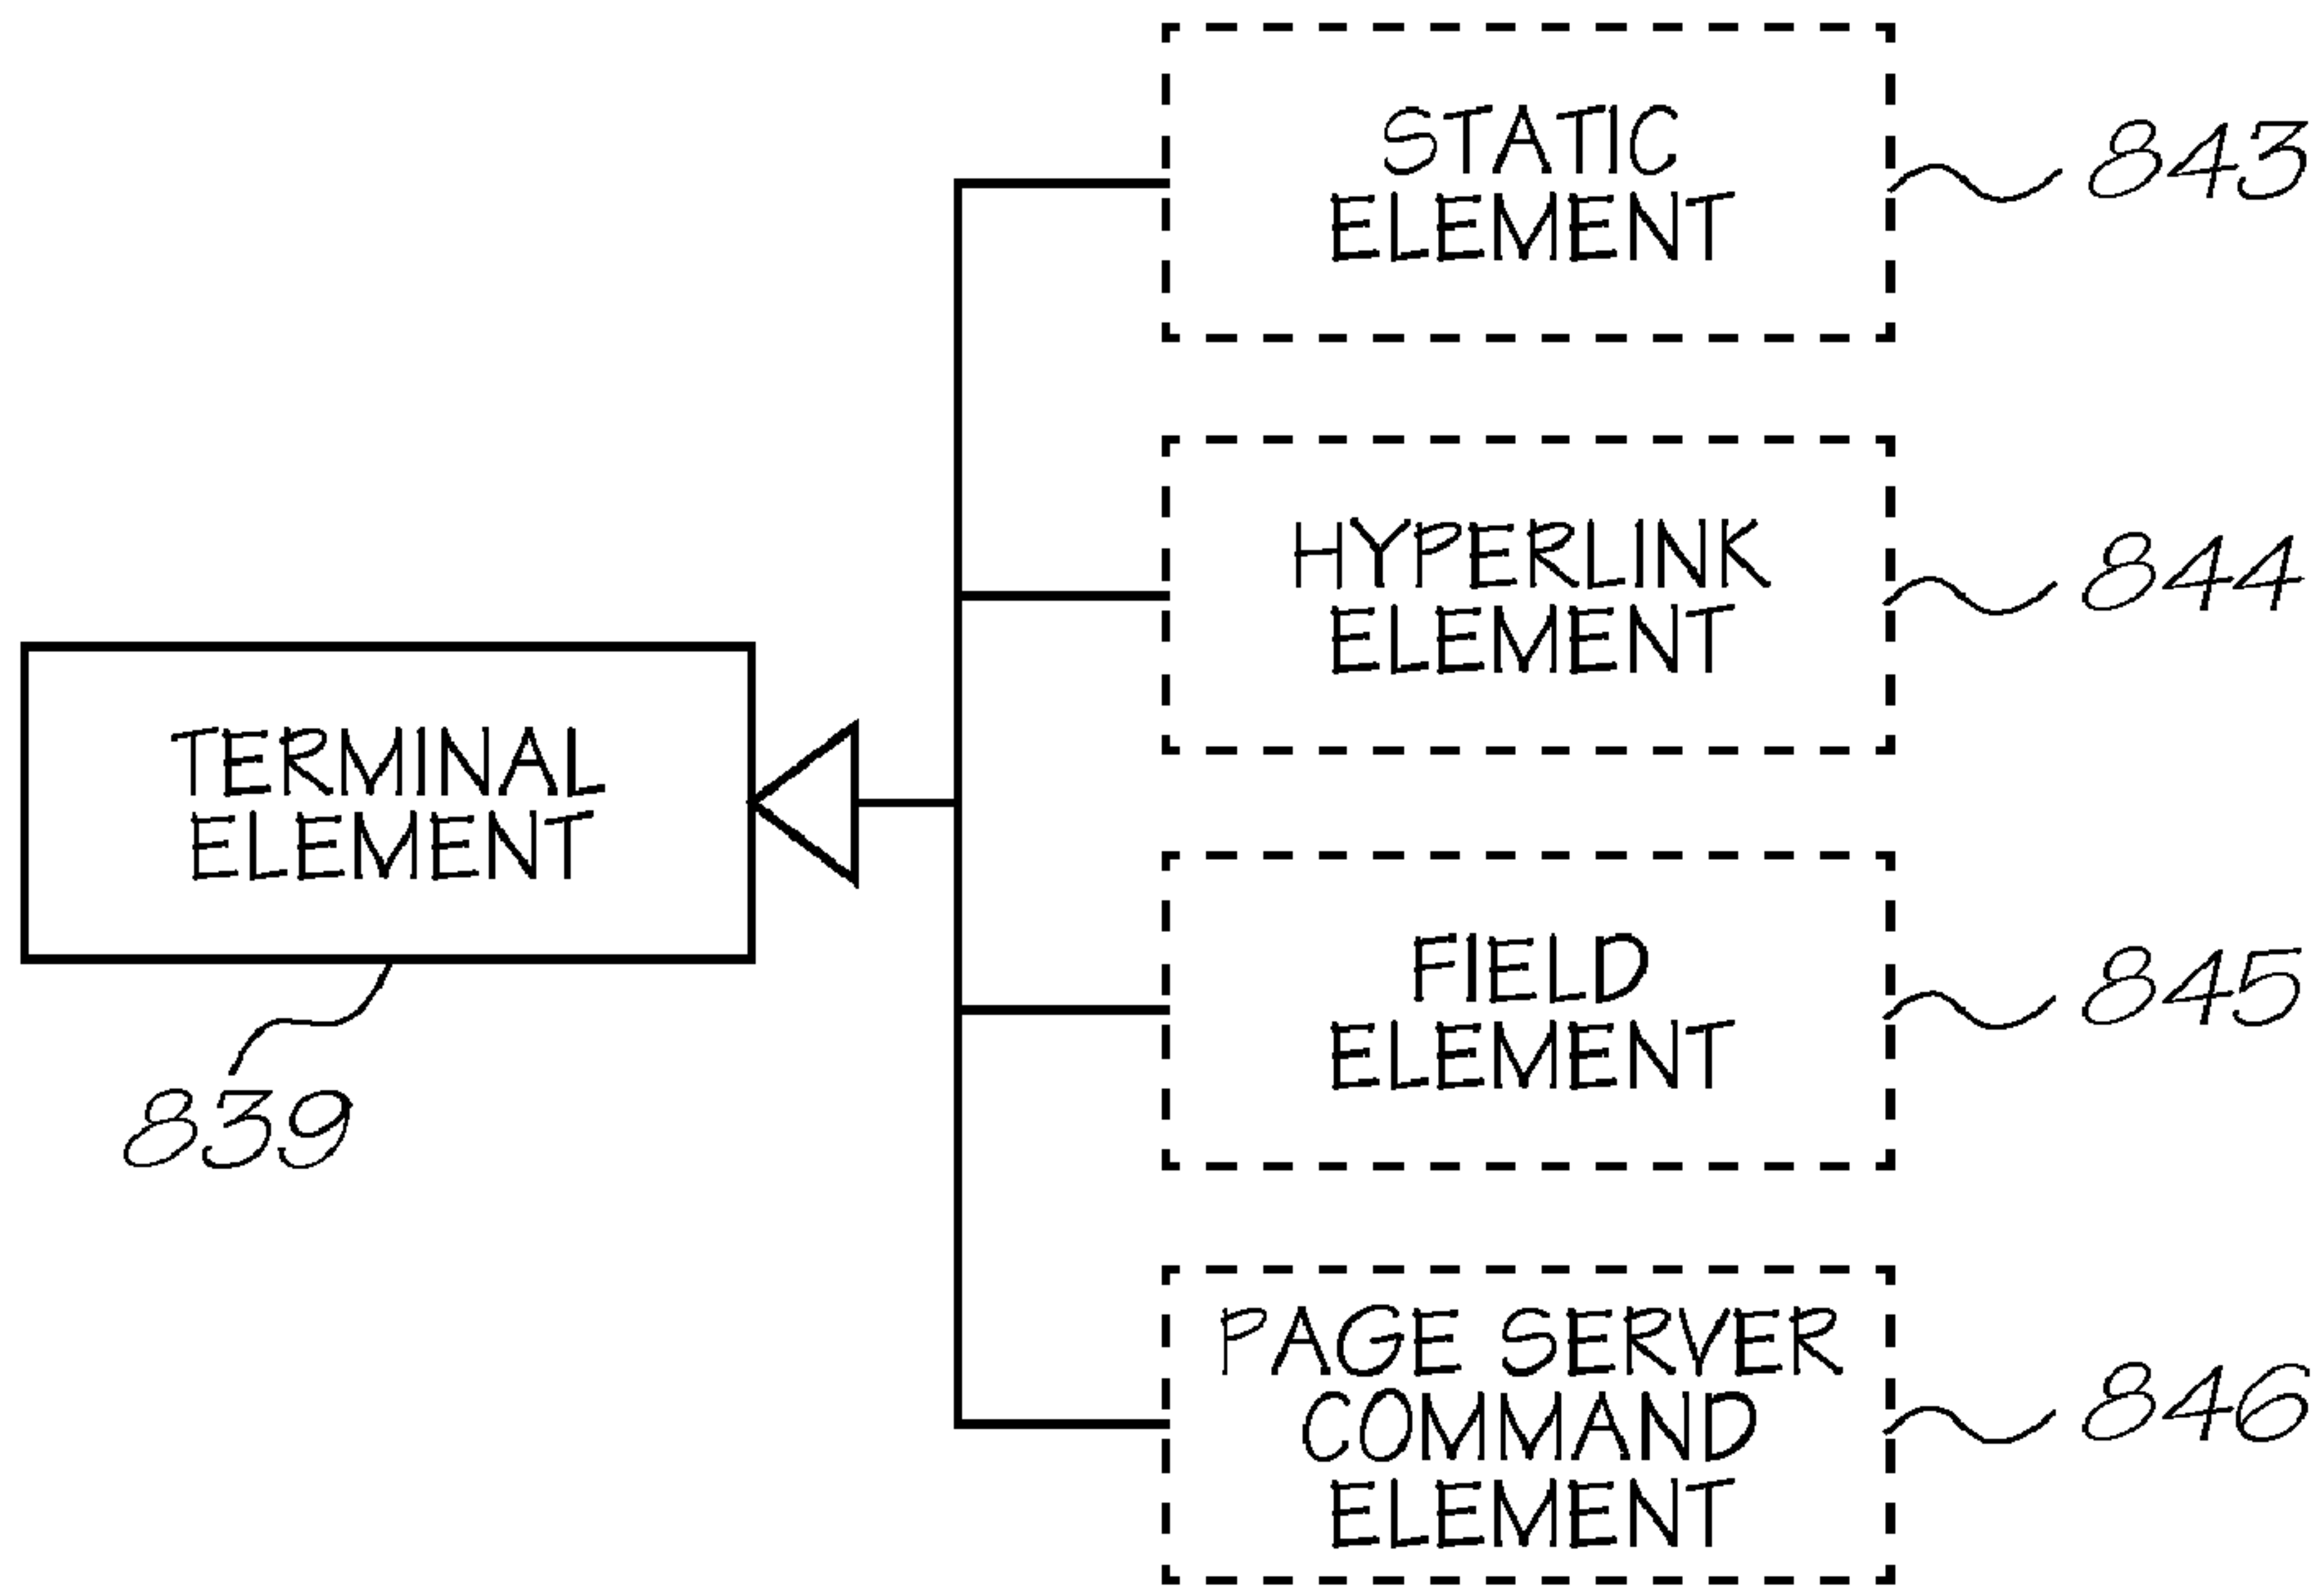 STATIC
ELEMENT
843
HYPERLINK
ELEMENT
844
TERMINAL
ELEMENT
839
FIELD
ELEMENT
845
PAGE SERVER
COMMAND
ELEMENT
846